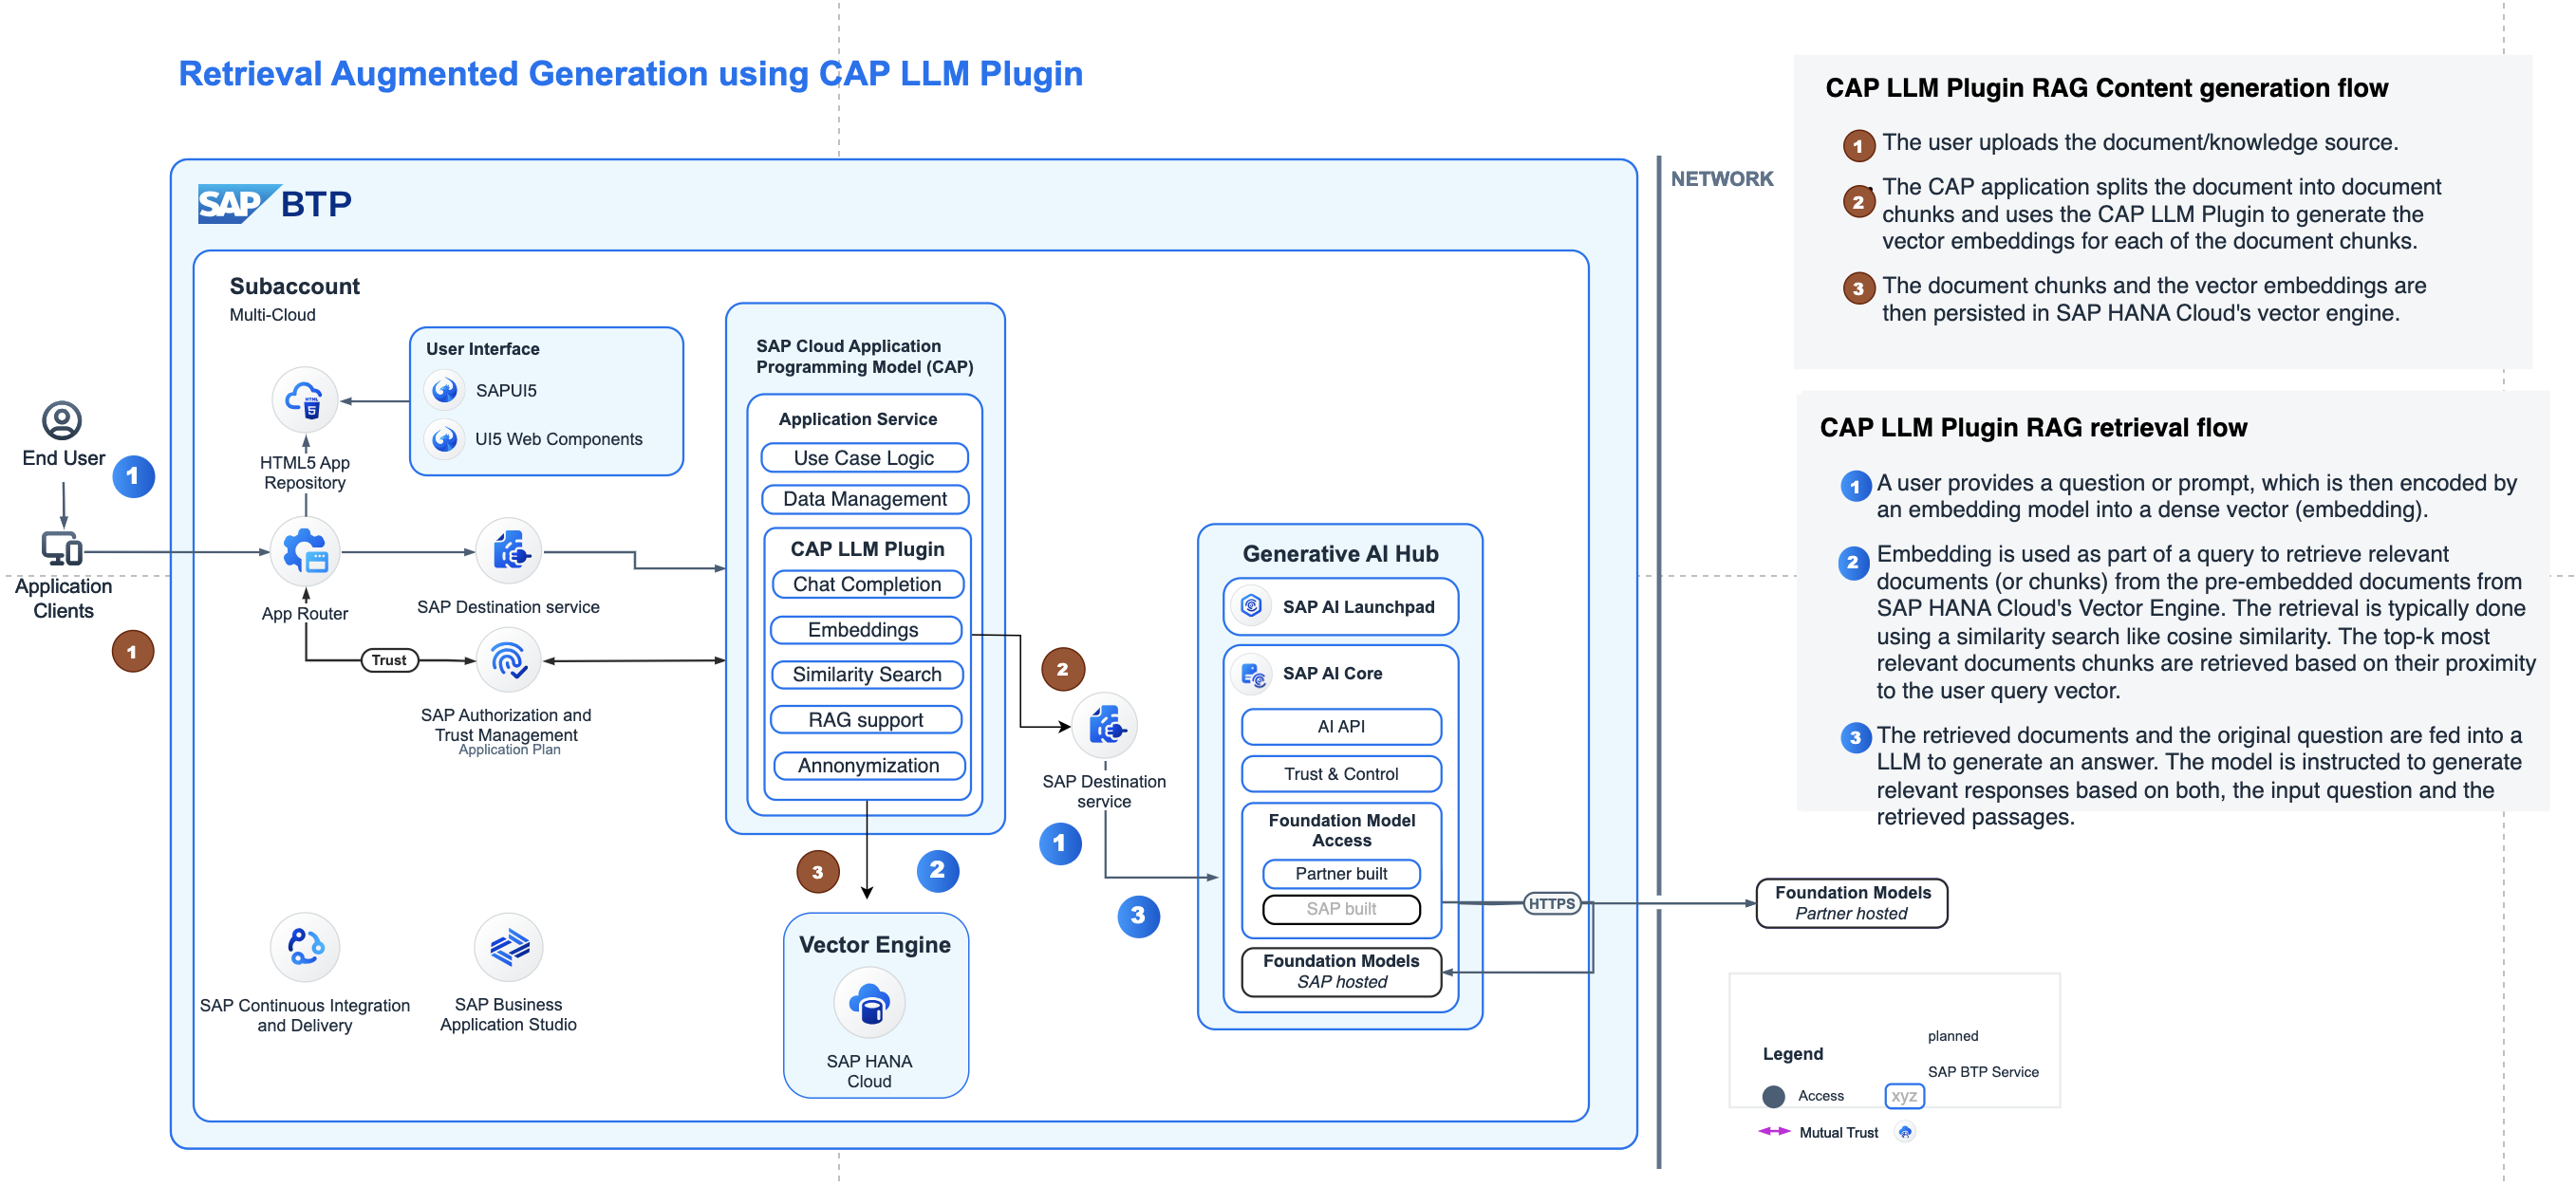 Retrieval Augmented Generation using CAP LLM Plugin
SAP BTP
NETWORK
Subaccount
Multi-Cloud
End User
1
Application
Clients
1
HTML
5
HTML5 App
Repository
User Interface
SAPUI5
UI5 Web Components
App Router
SAP Destination service
Trust
SAP Authorization and
Trust Management
Application Plan
SAP Continuous Integration
and Delivery
SAP Business
Application Studio
SAP Cloud Application
Programming Model (CAP)
Application Service
Use Case Logic
Data Management
CAP LLM Plugin
Chat Completion
Embeddings
Similarity Search
RAG support
Annonymization
3
2
Vector Engine
SAP HANA
Cloud
2
SAP Destination
service
1
3
Generative AI Hub
SAP AI Launchpad
SAP AI Core
AI API
Trust & Control
Foundation Model
Access
Partner built
SAP built
Foundation Models
SAP hosted
HTTPS
Foundation Models
Partner hosted
CAP LLM Plugin RAG Content generation flow
1 The user uploads the document/knowledge source.
2 The CAP application splits the document into document
chunks and uses the CAP LLM Plugin to generate the
vector embeddings for each of the document chunks.
3 The document chunks and the vector embeddings are
then persisted in SAP HANA Cloud's vector engine.
CAP LLM Plugin RAG retrieval flow
1 A user provides a question or prompt, which is then encoded by
an embedding model into a dense vector (embedding).
2 Embedding is used as part of a query to retrieve relevant
documents (or chunks) from the pre-embedded documents from
SAP HANA Cloud's Vector Engine. The retrieval is typically done
using a similarity search like cosine similarity. The top-k most
relevant documents chunks are retrieved based on their proximity
to the user query vector.
3 The retrieved documents and the original question are fed into a
LLM to generate an answer. The model is instructed to generate
relevant responses based on both, the input question and the
retrieved passages.
planned
Legend
SAP BTP Service
Access
xyz
Mutual Trust